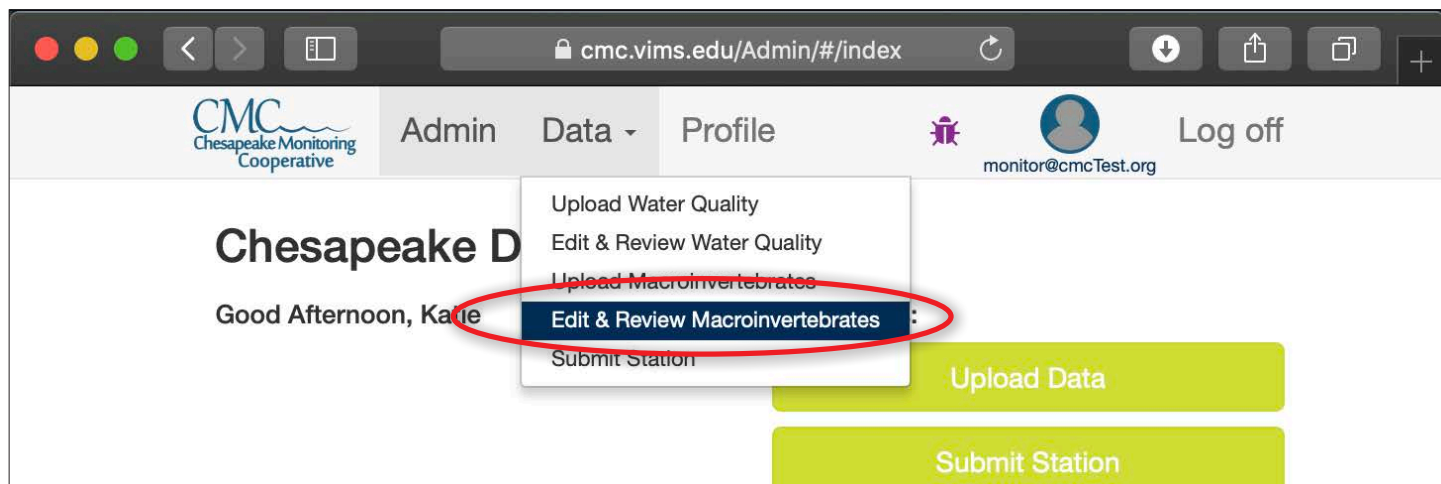 cmc.vims.edu/Admin/#/index
CMC
Chesapeake Monitoring
Cooperative
Admin Data Profile
monitor@cmcTest.org
Log off
Upload Water Quality
Edit & Review Water Quality
Upload Macroinvertebrates
Edit & Review Macroinvertebrates
Submit Station
Chesapeake D
Good Afternoon, Katie
:
Upload Data
Submit Station